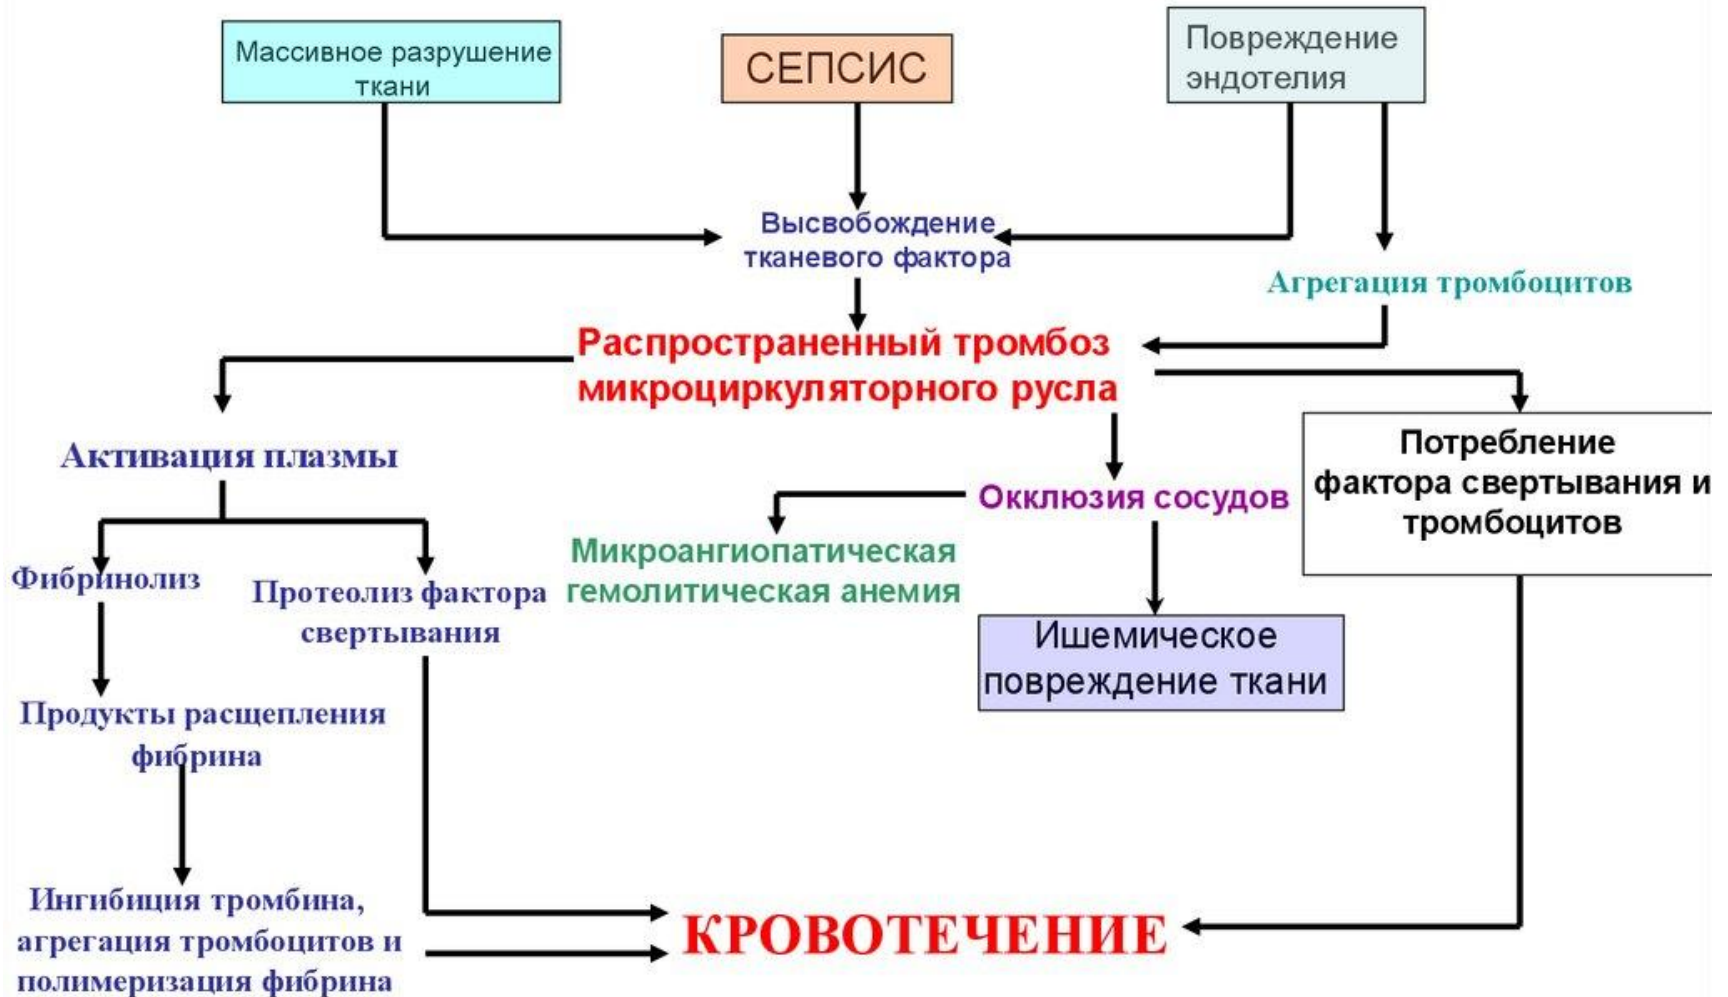 Массивное разрушение
ткани
СЕПСИС
Повреждение
эндотелия
Высвобождение
тканевого фактора
Агрегация тромбоцитов
Распространенный тромбоз
микроциркуляторного русла
Активация плазмы
Окклюзия сосудов
Потребление
фактора свертывания и
тромбоцитов
Микроангиопатическая
гемолитическая анемия
Фибринолиз
Протеолиз фактора
свертывания
Ишемическое
повреждение ткани
Продукты расщепления
фибрина
Ингибиция тромбина,
агрегация тромбоцитов и
полимеризация фибрина
КРОВОТЕЧЕНИЕ